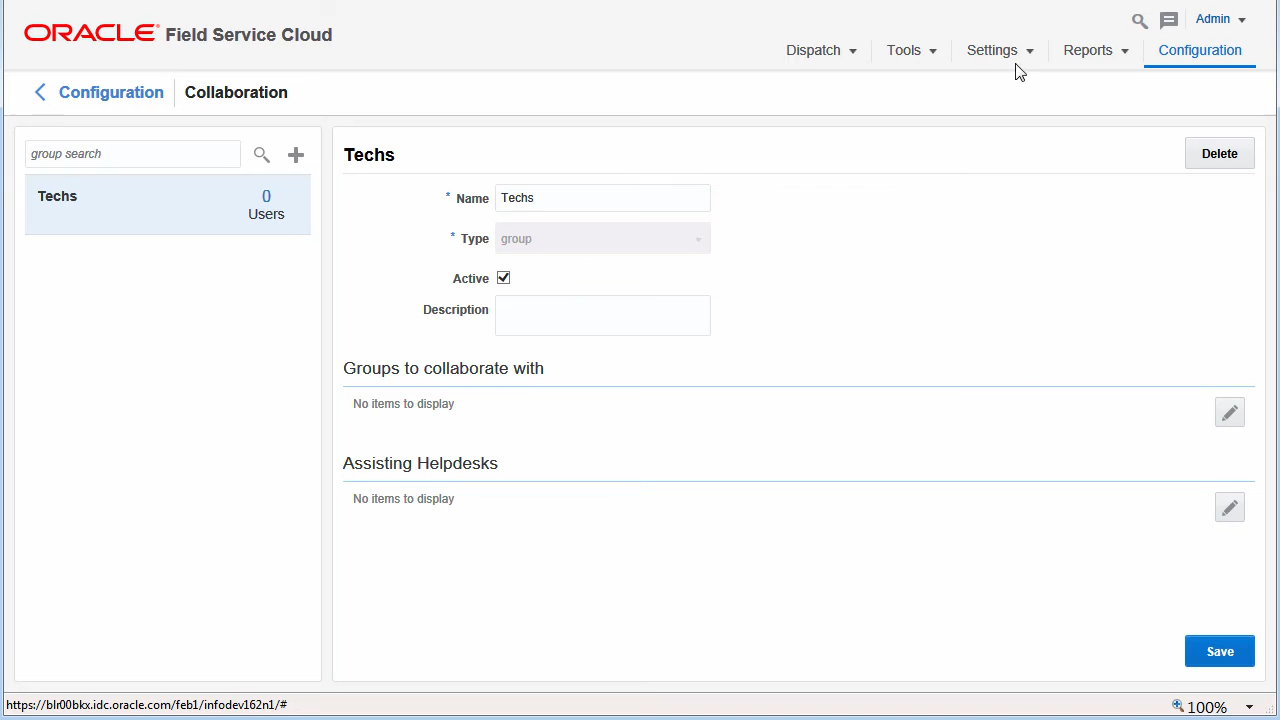 ORACLE Field Service Cloud
Admin
Dispatch Tools Settings Reports Configuration
Configuration Collaboration
group search
Techs 0
Users
Techs
Delete
* Name Techs
* Type group
Active
Description
Groups to collaborate with
No items to display
Assisting Helpdesks
No items to display
Save
https://blr00bkx.idc.oracle.com/feb1/infodev162n1/#
100%